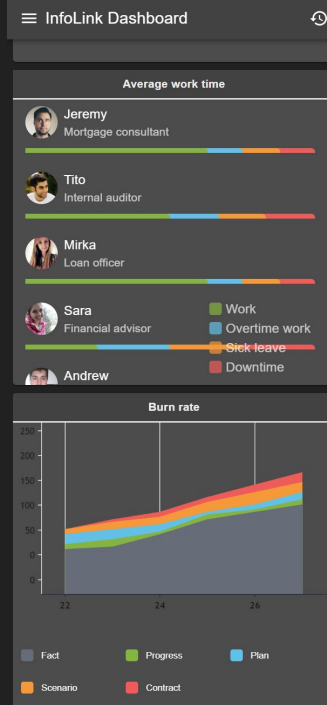 InfoLink Dashboard
Average work time
Jeremy
Mortgage consultant
Tito
Internal auditor
Mirka
Loan officer
Sara
Financial advisor
Andrew
Work
Overtime work
Sick leave
Downtime
Burn rate
250
200
150
100
50
0
0
22
24
26
Fact
Progress
Plan
Scenario
Contract